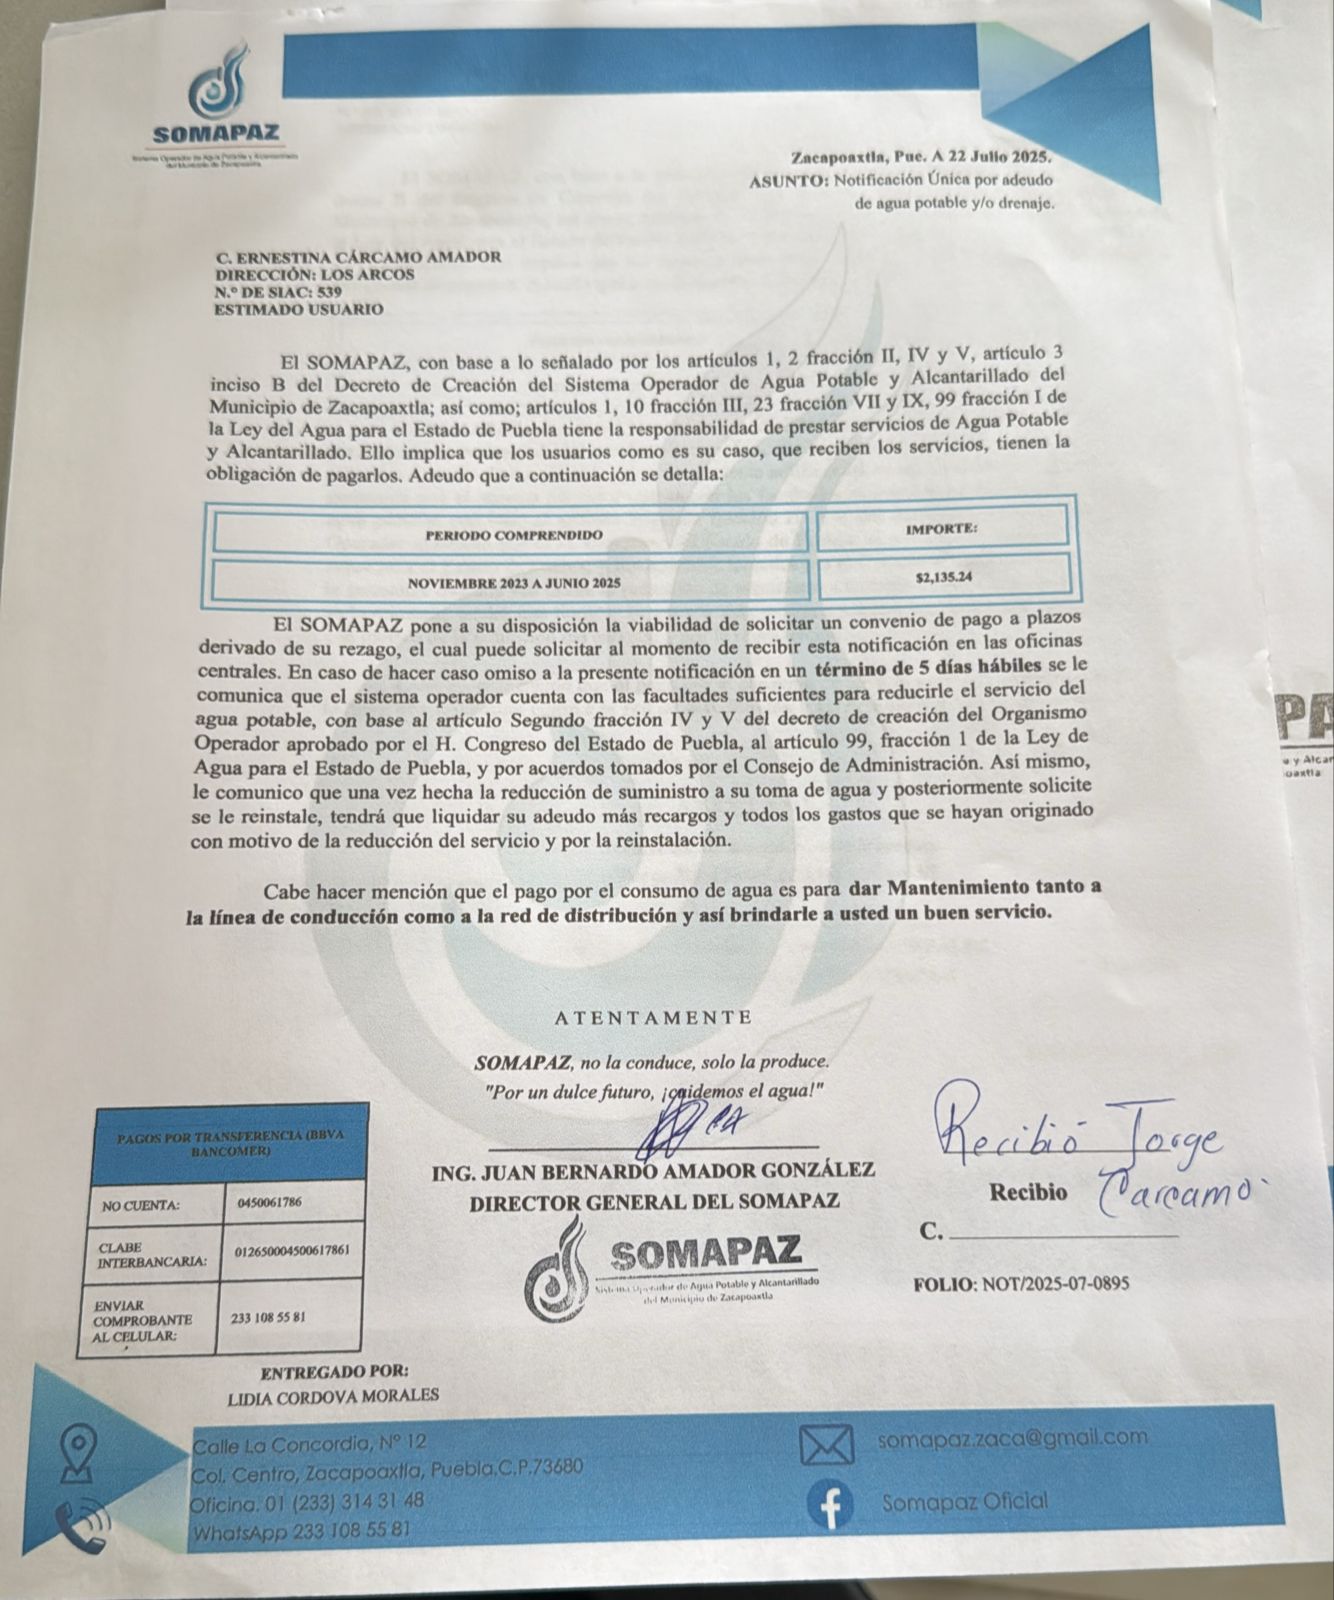 SOMAPAZ
Sistema Operador de Agua Potable y Alcantarillado
del Municipio de Zacapoaxtla
Zacapoaxtla, Pue. A 22 Julio 2025.
ASUNTO: Notificación Única por adeudo
de agua potable y/o drenaje.
C. ERNESTINA CÁRCAMO AMADOR
DIRECCIÓN: LOS ARCOS
N.º DE SIAC: 539
ESTIMADO USUARIO
El SOMAPAZ, con base a lo señalado por los artículos 1, 2 fracción II, IV y V, artículo 3
inciso B del Decreto de Creación del Sistema Operador de Agua Potable y Alcantarillado del
Municipio de Zacapoaxtla; así como; artículos 1, 10 fracción III, 23 fracción VII y IX, 99 fracción I de
la Ley del Agua para el Estado de Puebla tiene la responsabilidad de prestar servicios de Agua Potable
y Alcantarillado. Ello implica que los usuarios como es su caso, que reciben los servicios, tienen la
obligación de pagarlos. Adeudo que a continuación se detalla:
PERIODO COMPRENDIDO
IMPORTE:
NOVIEMBRE 2023 A JUNIO 2025
$2,135.24
El SOMAPAZ pone a su disposición la viabilidad de solicitar un convenio de pago a plazos
derivado de su rezago, el cual puede solicitar al momento de recibir esta notificación en las oficinas
centrales. En caso de hacer caso omiso a la presente notificación en un término de 5 días hábiles se le
comunica que el sistema operador cuenta con las facultades suficientes para reducirle el servicio del
agua potable, con base al artículo Segundo fracción IV y V del decreto de creación del Organismo
Operador aprobado por el H. Congreso del Estado de Puebla, al artículo 99, fracción 1 de la Ley de
Agua para el Estado de Puebla, y por acuerdos tomados por el Consejo de Administración. Así mismo,
le comunico que una vez hecha la reducción de suministro a su toma de agua y posteriormente solicite
se le reinstale, tendrá que liquidar su adeudo más recargos y todos los gastos que se hayan originado
con motivo de la reducción del servicio y por la reinstalación.
Cabe hacer mención que el pago por el consumo de agua es para dar Mantenimiento tanto a
la línea de conducción como a la red de distribución y así brindarle a usted un buen servicio.
ATENTAMENTE
SOMAPAZ, no la conduce, solo la produce.
"Por un dulce futuro, ¡cuidemos el agua!"
ING. JUAN BERNARDO AMADOR GONZÁLEZ
DIRECTOR GENERAL DEL SOMAPAZ
SOMAPAZ
Sistema Operador de Agua Potable y Alcantarillado
del Municipio de Zacapoaxtla
Recibió Jorge
Carcamo
Recibio
C.
FOLIO: NOT/2025-07-0895
PAGOS POR TRANSFERENCIA (BBVA
BANCOMER)
NO CUENTA: 0450061786
CLABE
INTERBANCARIA: 012650004500617861
ENVIAR
COMPROBANTE
AL CELULAR: 233 108 55 81
ENTREGADO POR:
LIDIA CORDOVA MORALES
Calle La Concordia, Nº 12
Col. Centro, Zacapoaxtla, Puebla.C.P.73680
Oficina. 01 (233) 314 31 48
WhatsApp 233 108 55 81
somapaz.zaca@gmail.com
Somapaz Oficial
PA
y Alcar
oaxtla